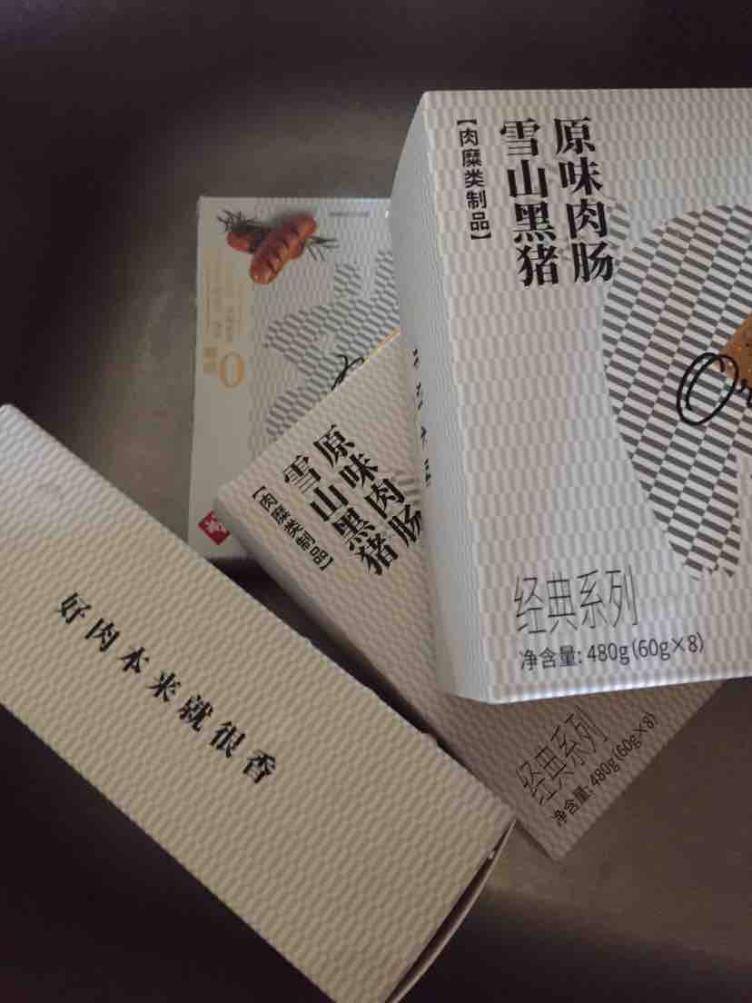 【肉糜类制品】
雪山黑猪
原味肉肠
经典系列
净含量: 480g(60g×8)
0
【肉糜类制品】
雪山黑猪
原味肉肠
经典系列
净含量: 480g(60g×8)
好肉本来就很香